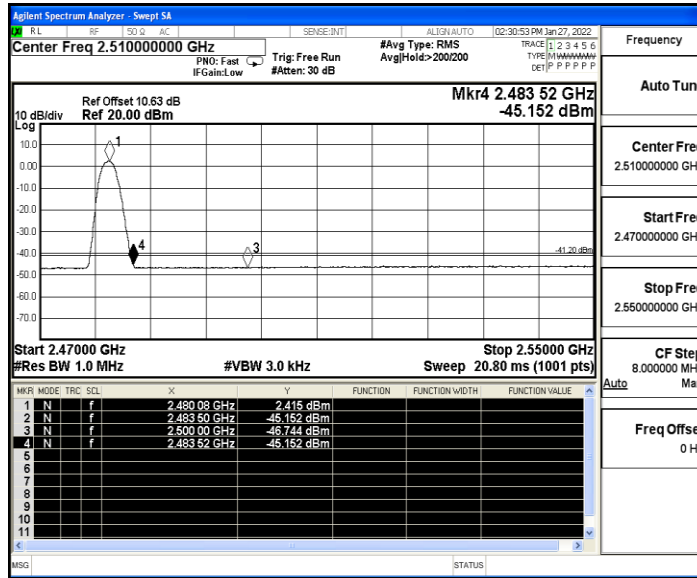 Agilent Spectrum Analyzer - Swept SA
RL RF 50 Ω AC SENSE:INT ALIGN AUTO 02:30:53 PM Jan 27, 2022
Center Freq 2.510000000 GHz
PNO: Fast
IFGain:Low
Trig: Free Run
#Atten: 30 dB
#Avg Type: RMS
Avg|Hold:>200/200
TRACE 1 2 3 4 5 6
TYPE M
DET P P P P P P
Ref Offset 10.63 dB
10 dB/div Ref 20.00 dBm
Log
Mkr4 2.483 52 GHz
-45.152 dBm
10.0
0.00
-10.0
-20.0
-30.0
-40.0
-50.0
-60.0
-70.0
1
4
3
-41.20 dBm
Start 2.47000 GHz Stop 2.55000 GHz
#Res BW 1.0 MHz #VBW 3.0 kHz Sweep 20.80 ms (1001 pts)
MKR MODE TRC SCL X Y FUNCTION FUNCTION WIDTH FUNCTION VALUE
1 N f 2.480 08 GHz 2.415 dBm
2 N f 2.483 50 GHz -45.152 dBm
3 N f 2.500 00 GHz -46.744 dBm
4 N f 2.483 52 GHz -45.152 dBm
5
6
7
8
9
10
11
MSG STATUS
Frequency
Auto Tun
Center Fre
2.510000000 GH
Start Fre
2.470000000 GH
Stop Fre
2.550000000 GH
CF Step
8.000000 MH
Auto Ma
Freq Offse
0 H